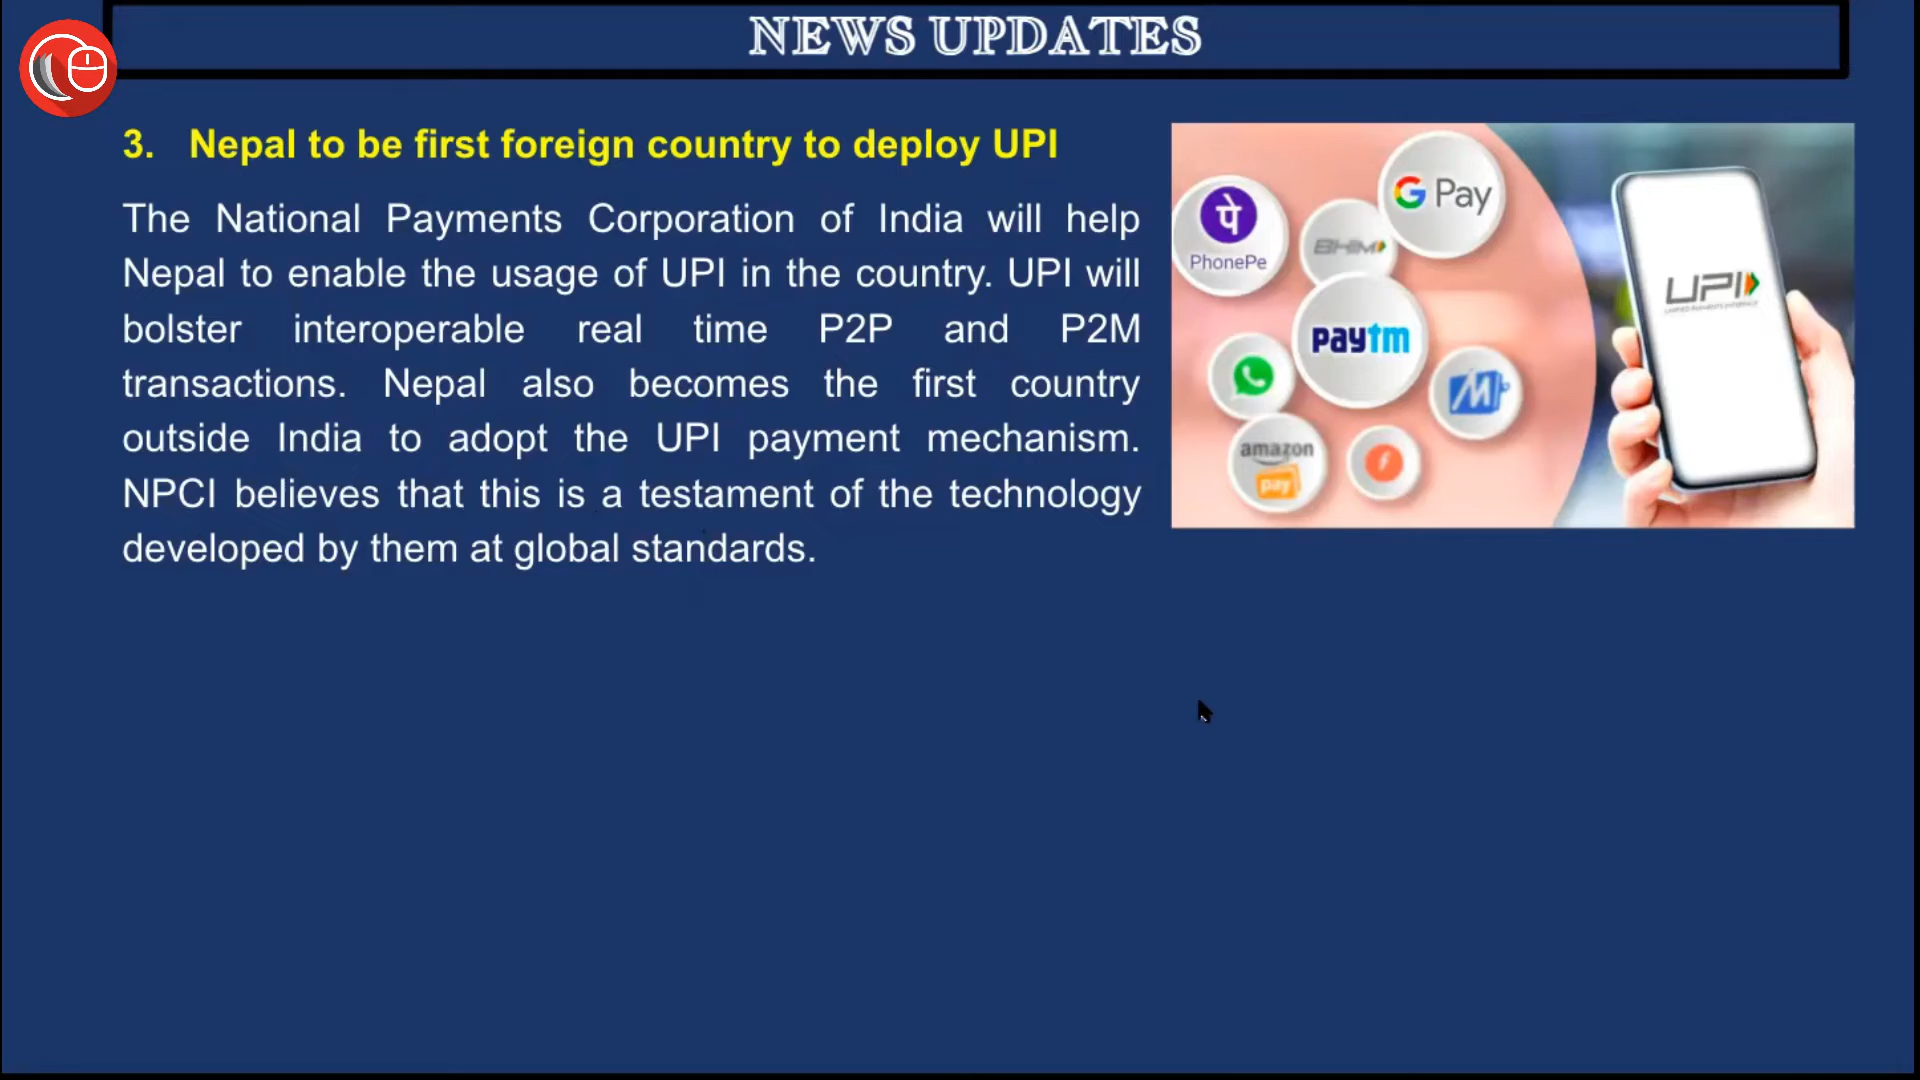 NEWS UPDATES
3. Nepal to be first foreign country to deploy UPI
The National Payments Corporation of India will help
Nepal to enable the usage of UPI in the country. UPI will
bolster interoperable real time P2P and P2M
transactions. Nepal also becomes the first country
outside India to adopt the UPI payment mechanism.
NPCI believes that this is a testament of the technology
developed by them at global standards.
G Pay
पे
PhonePe
BHIM
paytm
amazon
pay
UPI
UNIFIED PAYMENTS INTERFACE